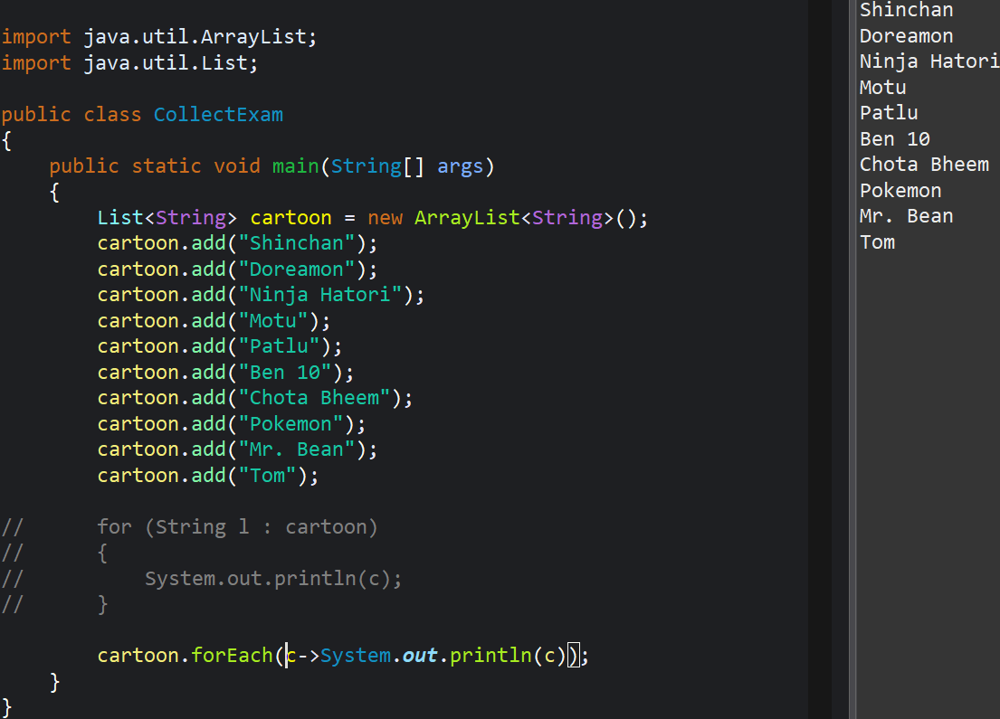 import java.util.ArrayList;
import java.util.List;
public class CollectExam
{
public static void main(String[] args)
{
List<String> cartoon = new ArrayList<String>();
cartoon.add("Shinchan");
cartoon.add("Doreamon");
cartoon.add("Ninja Hatori");
cartoon.add("Motu");
cartoon.add("Patlu");
cartoon.add("Ben 10");
cartoon.add("Chota Bheem");
cartoon.add("Pokemon");
cartoon.add("Mr. Bean");
cartoon.add("Tom");
// for (String l : cartoon)
// {
// System.out.println(c);
// }
cartoon.forEach(c->System.out.println(c));
}
}
Shinchan
Doreamon
Ninja Hatori
Motu
Patlu
Ben 10
Chota Bheem
Pokemon
Mr. Bean
Tom